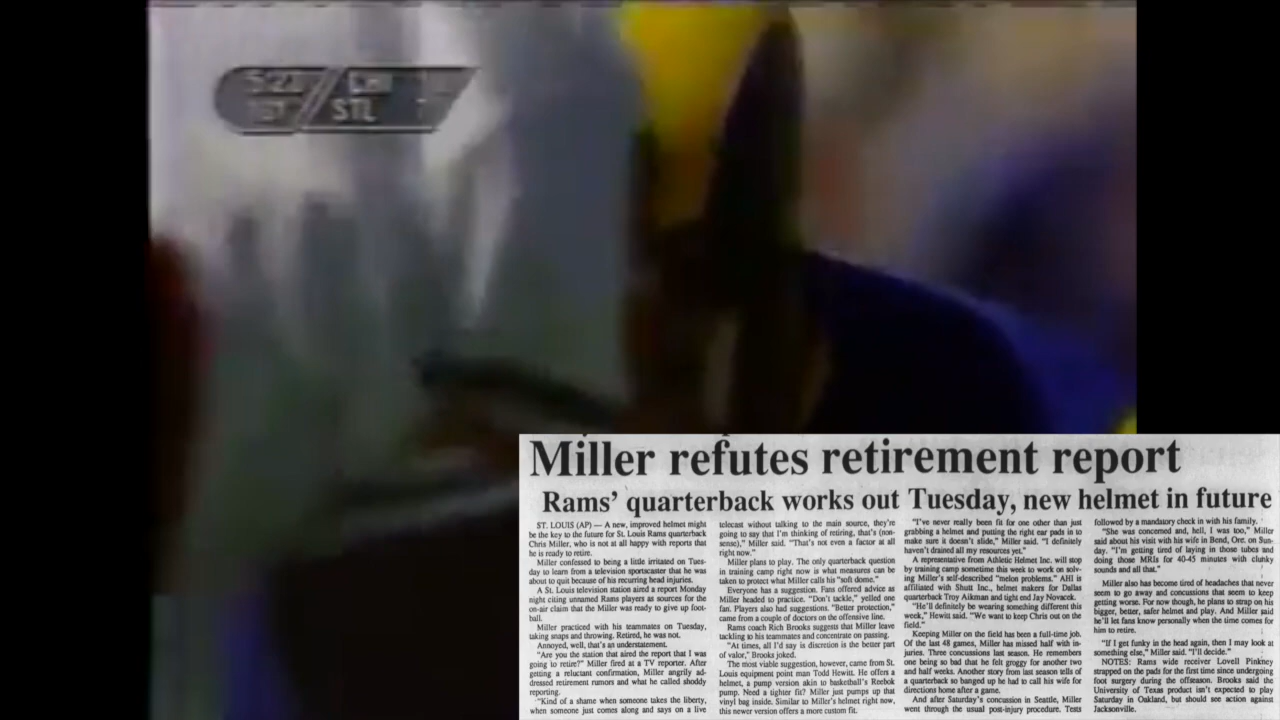 5:21 CHI
1ST STL 7
Miller refutes retirement report
Rams' quarterback works out Tuesday, new helmet in future
ST. LOUIS (AP) — A new, improved helmet might
be the key to the future for St. Louis Rams quarterback
Chris Miller, who is not at all happy with reports that
he is ready to retire.
Miller confessed to being a little irritated on Tues-
day to learn from a television sportscaster that he was
about to quit because of his recurring head injuries.
A St. Louis television station aired a report Monday
night citing unnamed Rams players as sources for the
on-air claim that the Miller was ready to give up foot-
ball.
Miller practiced with his teammates on Tuesday,
taking snaps and throwing. Retired, he was not.
Annoyed, well, that's an understatement.
"Are you the station that aired the report that I was
going to retire?" Miller fired at a TV reporter. After
getting a reluctant confirmation, Miller angrily ad-
dressed retirement rumors and what he called shoddy
reporting.
"Kind of a shame when someone takes the liberty,
when someone just comes along and says on a live
telecast without talking to the main source, they're
going to say that I'm thinking of retiring, that's (non-
sense)," Miller said. "That's not even a factor at all
right now."
Miller plans to play. The only quarterback question
in training camp right now is what measures can be
taken to protect what Miller calls his "soft dome."
Everyone has a suggestion. Fans offered advice as
Miller headed to practice. "Don't tackle," yelled one
fan. Players also had suggestions. "Better protection,"
came from a couple of doctors on the offensive line.
Rams coach Rich Brooks suggests that Miller leave
tackling to his teammates and concentrate on passing.
"At times, all I'd say is discretion is the better part
of valor," Brooks joked.
The most viable suggestion, however, came from St.
Louis equipment point man Todd Hewitt. He offers a
helmet, a pump version akin to basketball's Reebok
pump. Need a tighter fit? Miller just pumps up that
vinyl bag inside. Similar to Miller's helmet right now,
this newer version offers a more custom fit.
"I've never really been fit for one other than just
grabbing a helmet and putting the right ear pads in to
make sure it doesn't slide," Miller said. "I definitely
haven't drained all my resources yet."
A representative from Athletic Helmet Inc. will stop
by training camp sometime this week to work on solv-
ing Miller's self-described "melon problems." AHI is
affiliated with Shutt Inc., helmet makers for Dallas
quarterback Troy Aikman and tight end Jay Novacek.
"He'll definitely be wearing something different this
week," Hewitt said. "We want to keep Chris out on the
field."
Keeping Miller on the field has been a full-time job.
Of the last 48 games, Miller has missed half with in-
juries. Three concussions last season. He remembers
one being so bad that he felt groggy for another two
and half weeks. Another story from last season tells of
a quarterback so banged up he had to call his wife for
directions home after a game.
And after Saturday's concussion in Seattle, Miller
went through the usual post-injury procedure. Tests
followed by a mandatory check in with his family.
"She was concerned and, hell, I was too," Miller
said about his visit with his wife in Bend, Ore. on Sun-
day. "I'm getting tired of laying in those tubes and
doing those MRIs for 40-45 minutes with clunky
sounds and all that."
Miller also has become tired of headaches that never
seem to go away and concussions that seem to keep
getting worse. For now though, he plans to strap on his
bigger, better, safer helmet and play. And Miller said
he'll let fans know personally when the time comes for
him to retire.
"If I get funky in the head again, then I may look at
something else," Miller said. "I'll decide."
NOTES: Rams wide receiver Lovell Pinkney
strapped on the pads for the first time since undergoing
foot surgery during the offseason. Brooks said the
University of Texas product isn't expected to play
Saturday in Oakland, but should see action against
Jacksonville.